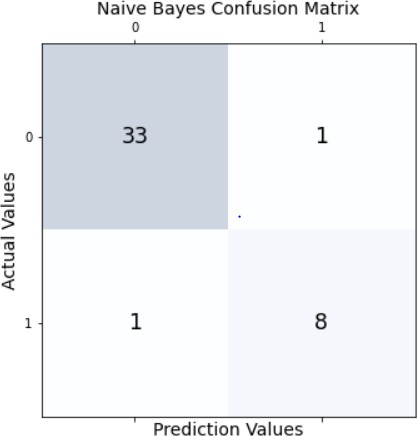 Naive Bayes Confusion Matrix
0 1
0 33 1
Actual Values
1 1 8
Prediction Values